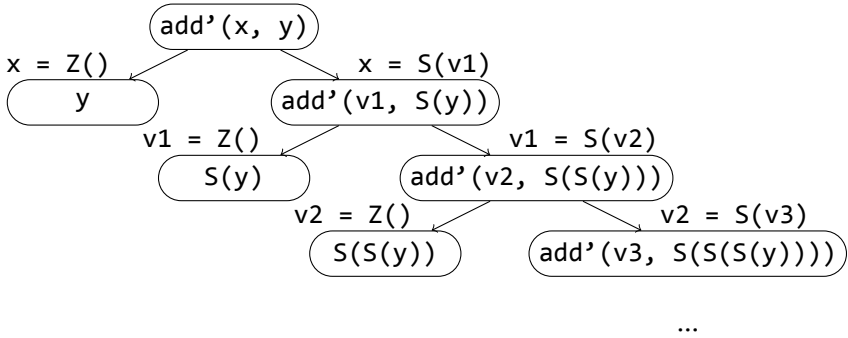 add’(x, y)
x = Z() x = S(v1)
y add’(v1, S(y))
v1 = Z() v1 = S(v2)
S(y) add’(v2, S(S(y)))
v2 = Z() v2 = S(v3)
S(S(y)) add’(v3, S(S(S(y))))
...